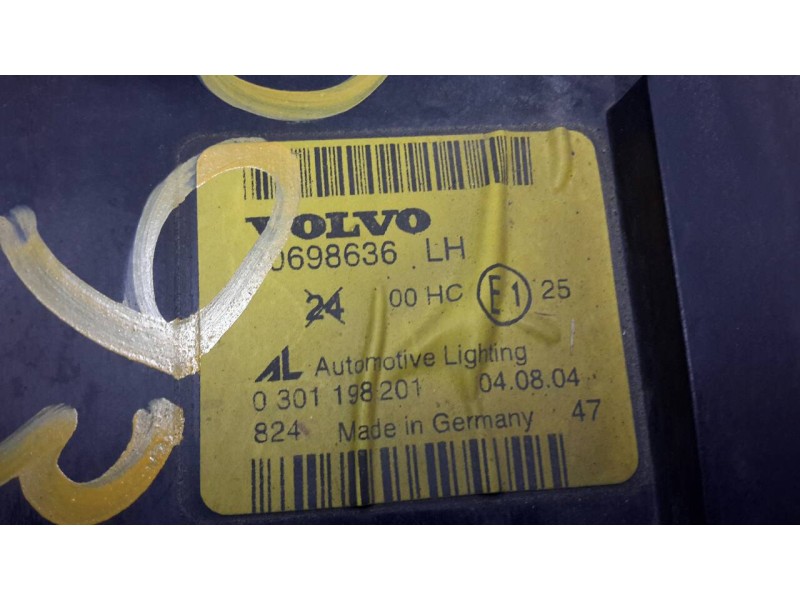 VOLVO
0698636 LH
24 00 HC E1 25
AL Automotive Lighting
0 301 198 201 04.08.04
824 Made in Germany 47